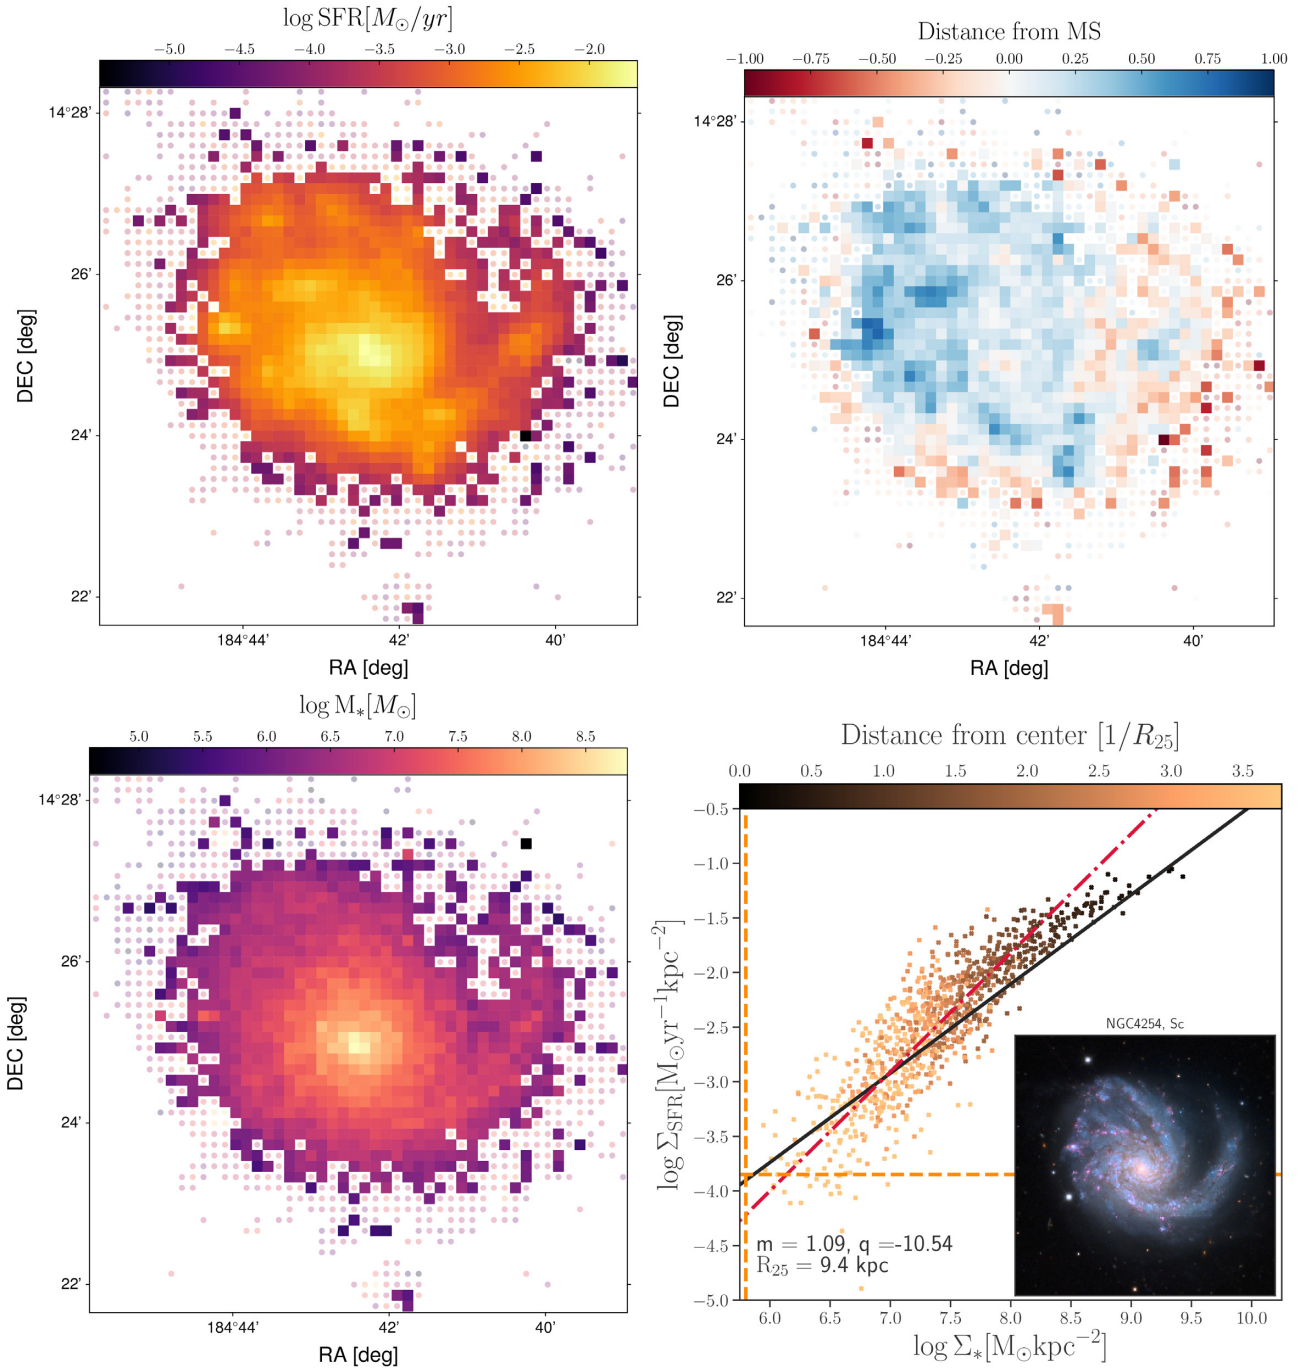 log SFR[M⊙/yr]
−5.0 −4.5 −4.0 −3.5 −3.0 −2.5 −2.0
14°28'
26'
24'
22'
DEC [deg]
184°44' 42' 40'
RA [deg]
Distance from MS
−1.00 −0.75 −0.50 −0.25 0.00 0.25 0.50 0.75 1.00
14°28'
26'
24'
22'
DEC [deg]
184°44' 42' 40'
RA [deg]
log M*[M⊙]
5.0 5.5 6.0 6.5 7.0 7.5 8.0 8.5
14°28'
26'
24'
22'
DEC [deg]
184°44' 42' 40'
RA [deg]
Distance from center [1/R25]
0.0 0.5 1.0 1.5 2.0 2.5 3.0 3.5
−0.5
−1.0
−1.5
−2.0
−2.5
−3.0
−3.5
−4.0
−4.5
−5.0
log ΣSFR[M⊙yr−1kpc−2]
NGC4254, Sc
m = 1.09, q =-10.54
R25 = 9.4 kpc
6.0 6.5 7.0 7.5 8.0 8.5 9.0 9.5 10.0
log Σ*[M⊙kpc−2]